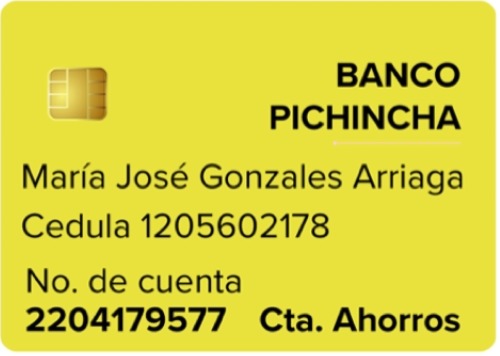 BANCO
PICHINCHA
María José Gonzales Arriaga
Cedula 1205602178
No. de cuenta
2204179577 Cta. Ahorros